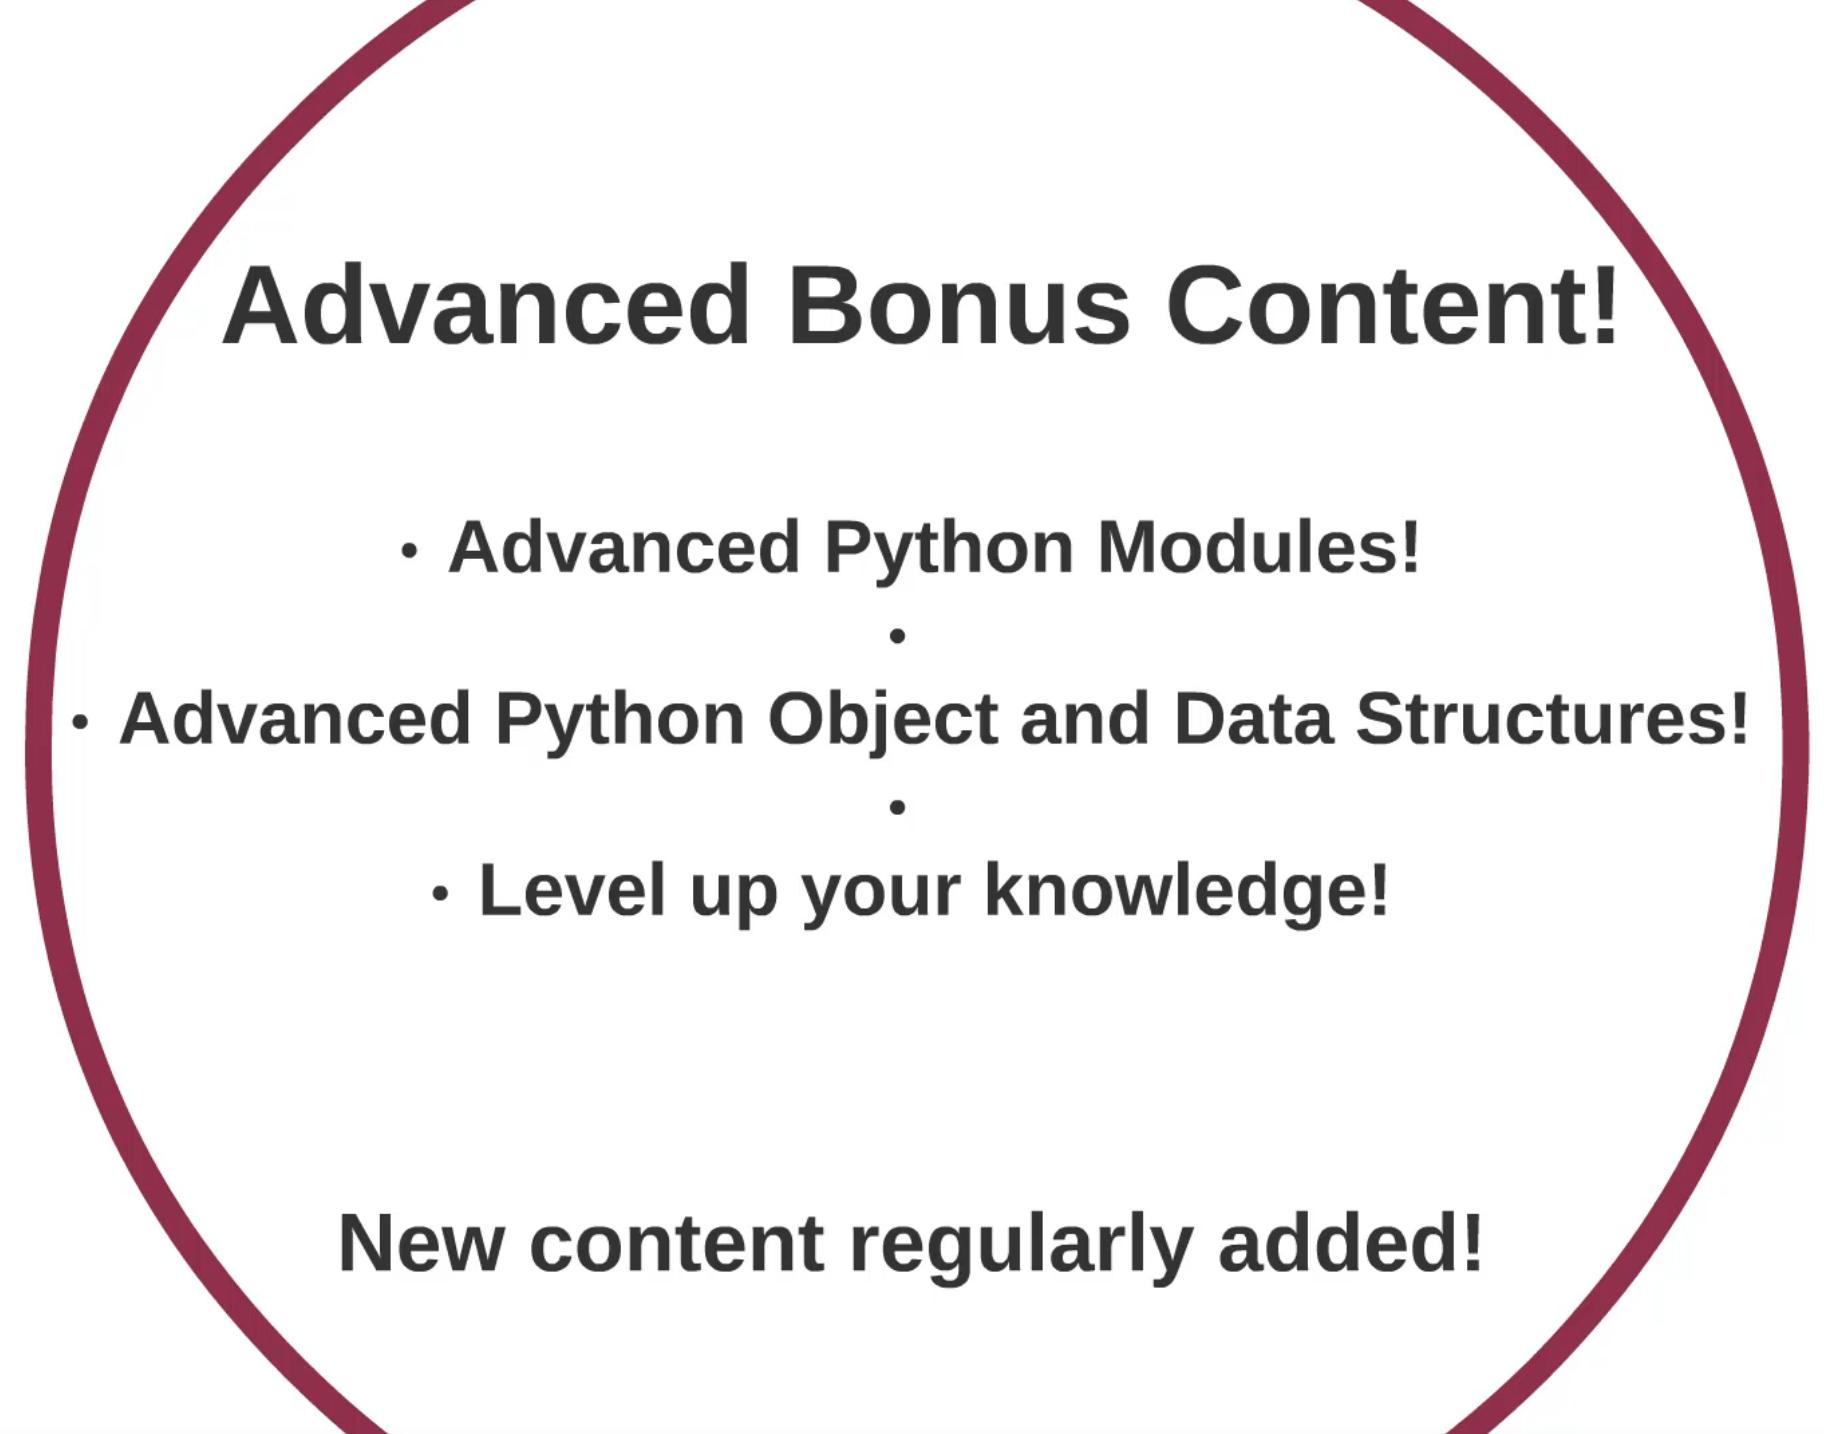 Advanced Bonus Content!
• Advanced Python Modules!
•
• Advanced Python Object and Data Structures!
•
• Level up your knowledge!
New content regularly added!